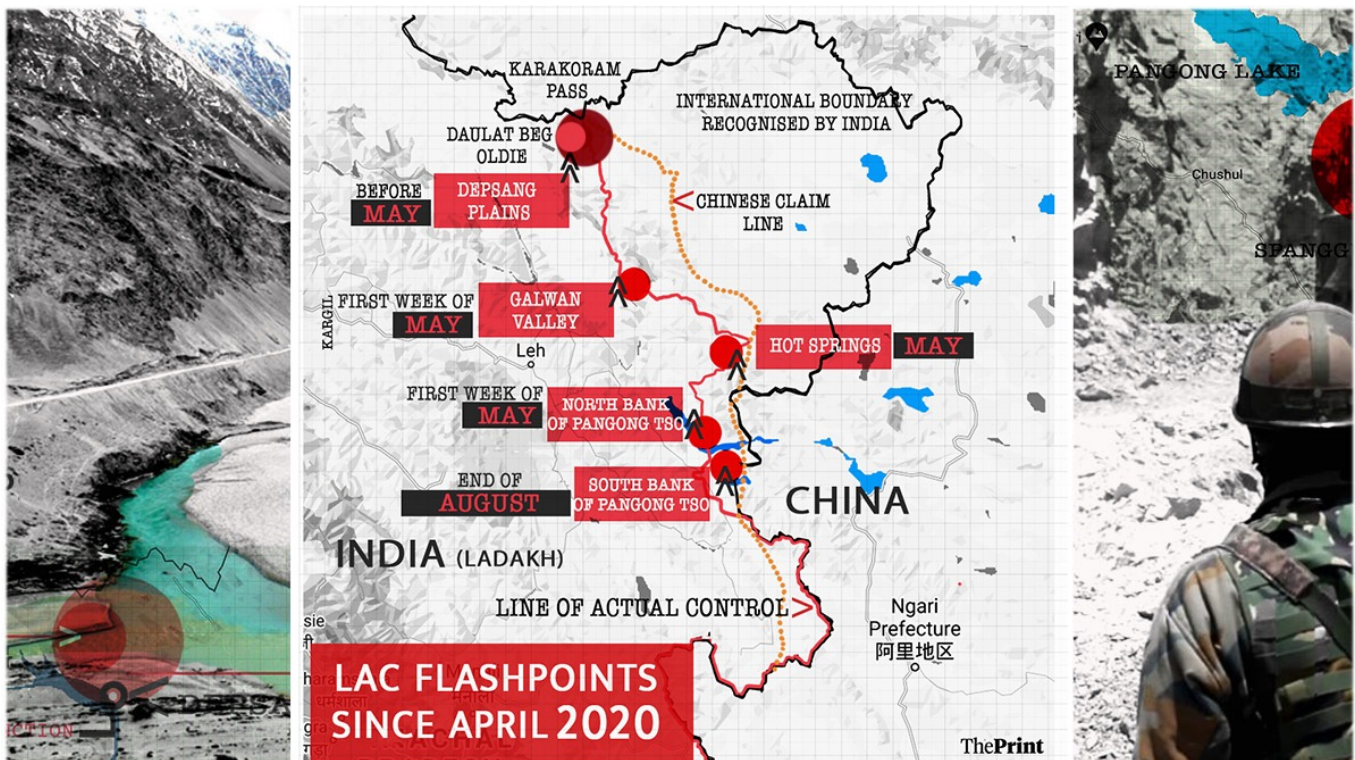 KARAKORAM
PASS
INTERNATIONAL BOUNDARY
RECOGNISED BY INDIA
DAULAT BEG
OLDIE
BEFORE
MAY
DEPSANG
PLAINS
CHINESE CLAIM
LINE
KARGIL
FIRST WEEK OF
MAY
GALWAN
VALLEY
Leh
HOT SPRINGS
MAY
FIRST WEEK OF
MAY
NORTH BANK
OF PANGONG TSO
END OF
AUGUST
SOUTH BANK
OF PANGONG TSO
CHINA
INDIA (LADAKH)
LINE OF ACTUAL CONTROL
Ngari
Prefecture
阿里地区
LAC FLASHPOINTS
SINCE APRIL 2020
ThePrint
PANGONG LAKE
Chushul
SPANGG